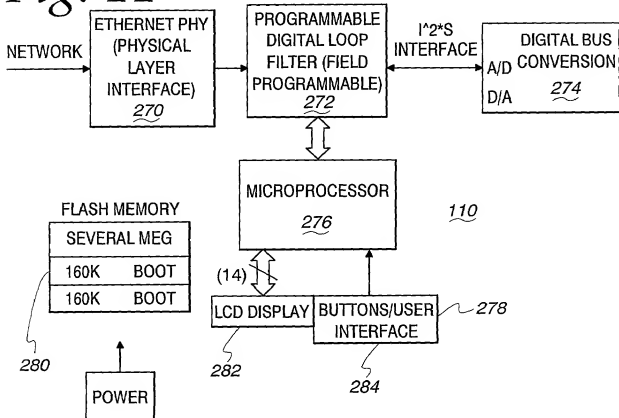 NETWORK
ETHERNET PHY
(PHYSICAL
LAYER
INTERFACE)
270
PROGRAMMABLE
DIGITAL LOOP
FILTER (FIELD
PROGRAMMABLE)
272
I^2*S
INTERFACE
DIGITAL BUS
CONVERSION
A/D
D/A
274
MICROPROCESSOR
276
110
FLASH MEMORY
SEVERAL MEG
160K BOOT
160K BOOT
280
(14)
LCD DISPLAY
282
BUTTONS/USER
INTERFACE
278
284
POWER